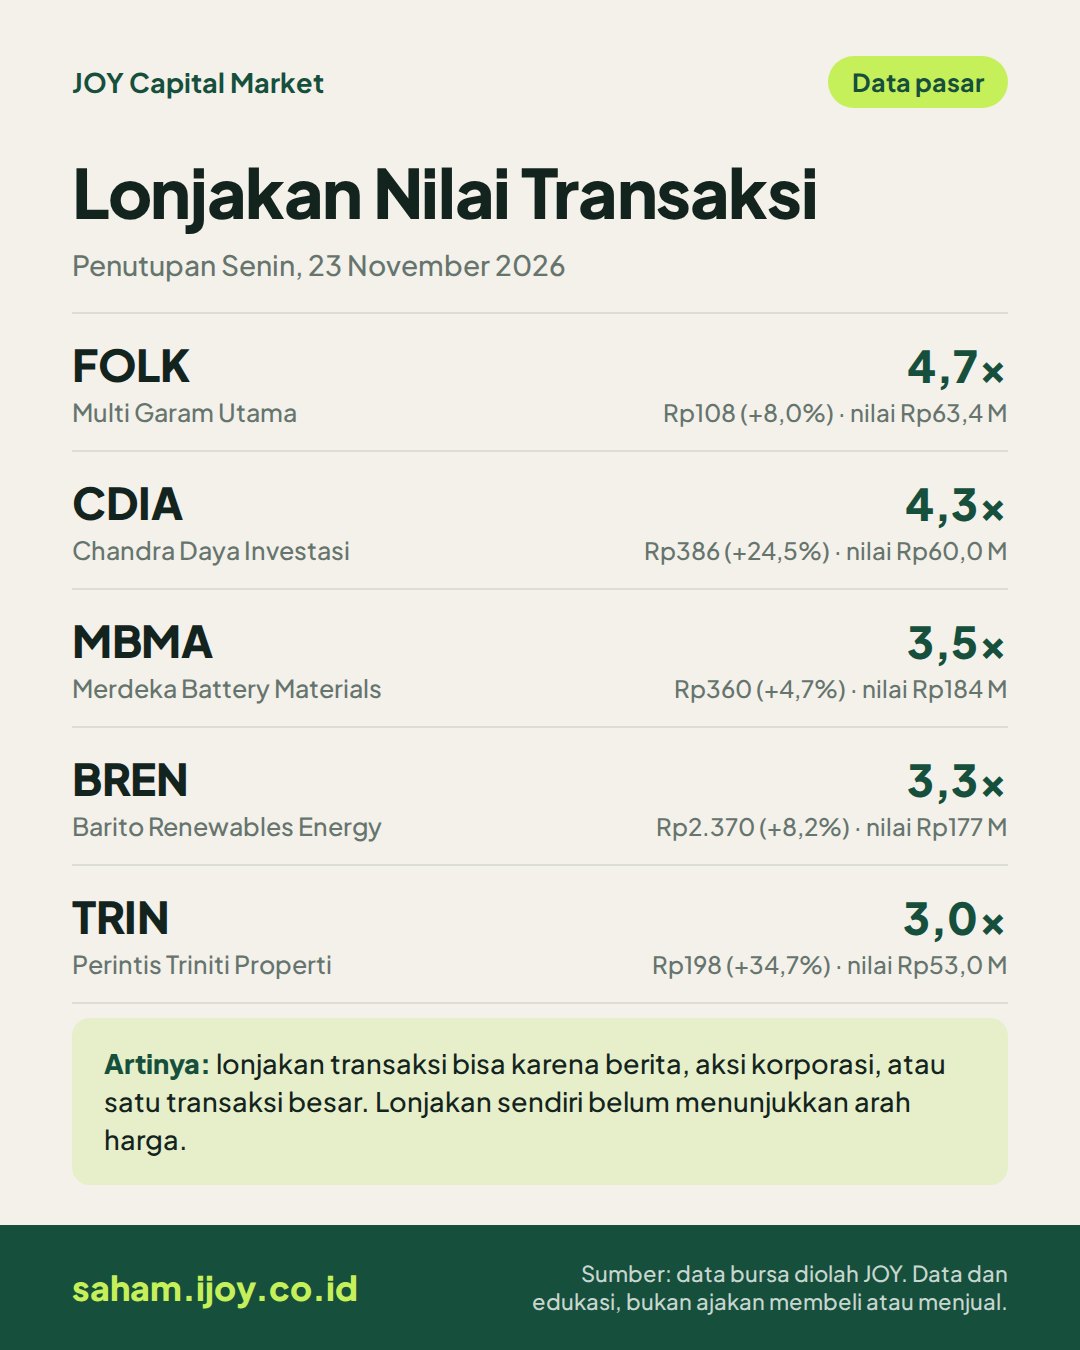 JOY Capital Market
Data pasar
Lonjakan Nilai Transaksi
Penutupan Senin, 23 November 2026
FOLK
4,7×
Multi Garam Utama
Rp108 (+8,0%) · nilai Rp63,4 M
CDIA
4,3×
Chandra Daya Investasi
Rp386 (+24,5%) · nilai Rp60,0 M
MBMA
3,5×
Merdeka Battery Materials
Rp360 (+4,7%) · nilai Rp184 M
BREN
3,3×
Barito Renewables Energy
Rp2.370 (+8,2%) · nilai Rp177 M
TRIN
3,0×
Perintis Triniti Properti
Rp198 (+34,7%) · nilai Rp53,0 M
Artinya: lonjakan transaksi bisa karena berita, aksi korporasi, atau
satu transaksi besar. Lonjakan sendiri belum menunjukkan arah
harga.
saham.ijoy.co.id
Sumber: data bursa diolah JOY. Data dan
edukasi, bukan ajakan membeli atau menjual.